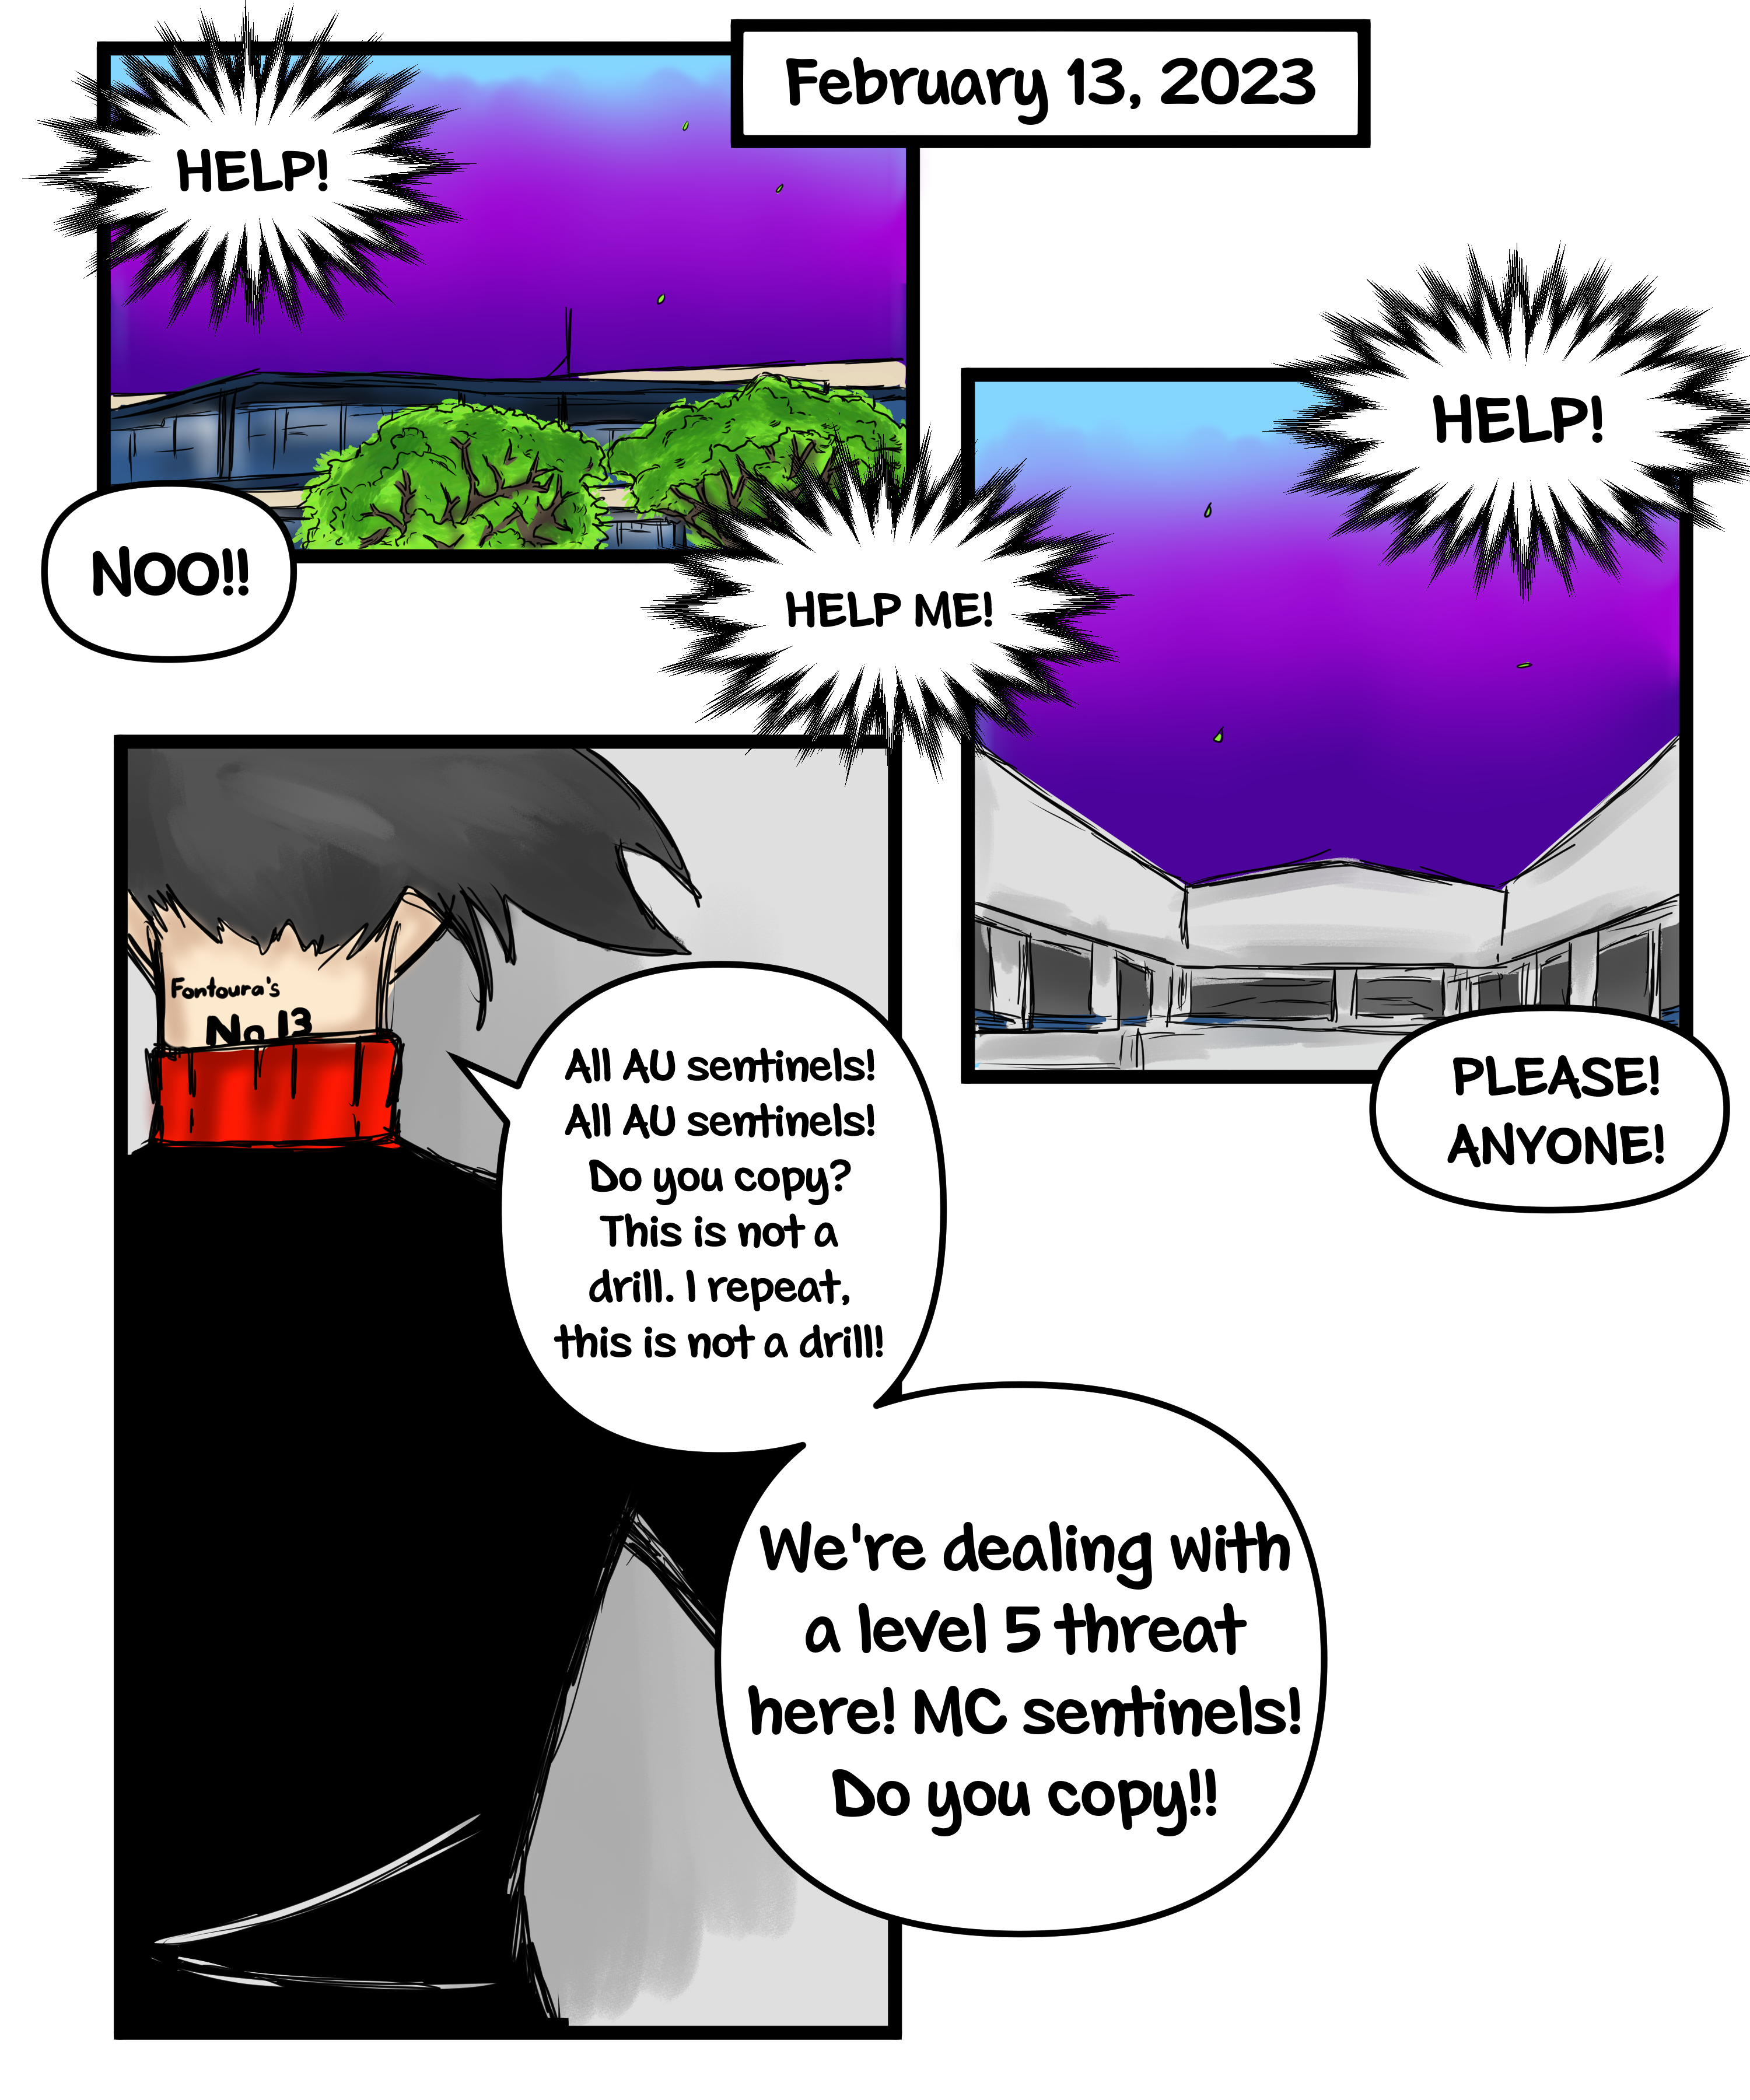 February 13, 2023
HELP!
NOO!!
HELP!
HELP ME!
PLEASE!
ANYONE!
Fontoura's
No 13
All AU sentinels!
All AU sentinels!
Do you copy?
This is not a
drill. I repeat,
this is not a drill!
We're dealing with
a level 5 threat
here! MC sentinels!
Do you copy!!